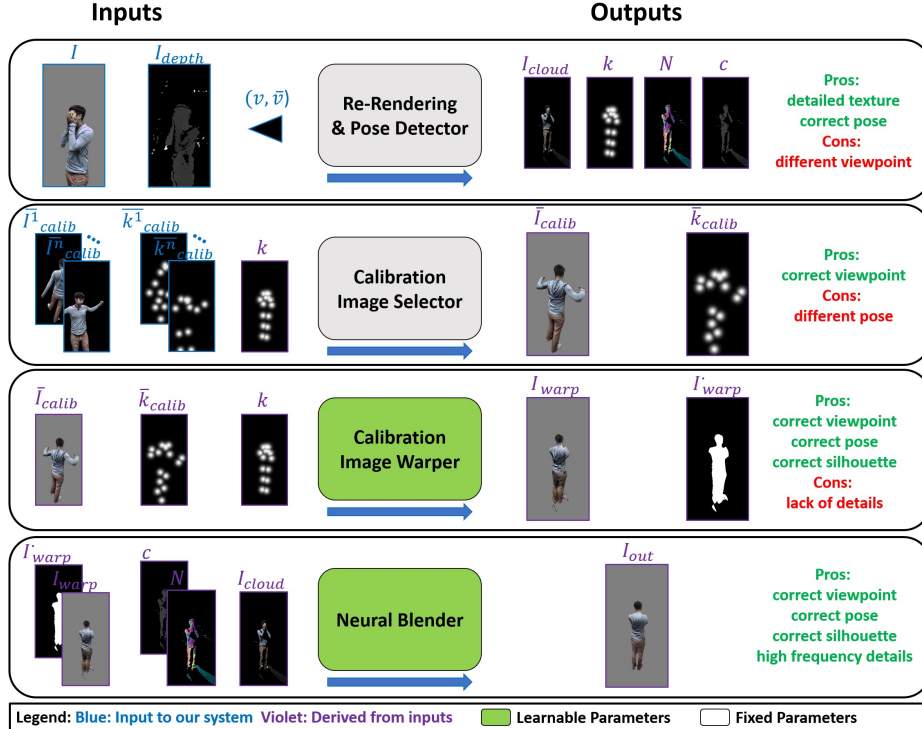 Inputs
Outputs
I
I_depth
(v, v̄)
Re-Rendering
& Pose Detector
I_cloud
k
N
c
Pros:
detailed texture
correct pose
Cons:
different viewpoint
Ī¹_calib
Īⁿ_calib
k̄¹_calib
k̄ⁿ_calib
k
Calibration
Image Selector
Ī_calib
k̄_calib
Pros:
correct viewpoint
Cons:
different pose
Ī_calib
k̄_calib
k
Calibration
Image Warper
I_warp
I˙_warp
Pros:
correct viewpoint
correct pose
correct silhouette
Cons:
lack of details
I˙_warp
I_warp
c
N
I_cloud
Neural Blender
I_out
Pros:
correct viewpoint
correct pose
correct silhouette
high frequency details
Legend: Blue: Input to our system Violet: Derived from inputs Learnable Parameters Fixed Parameters